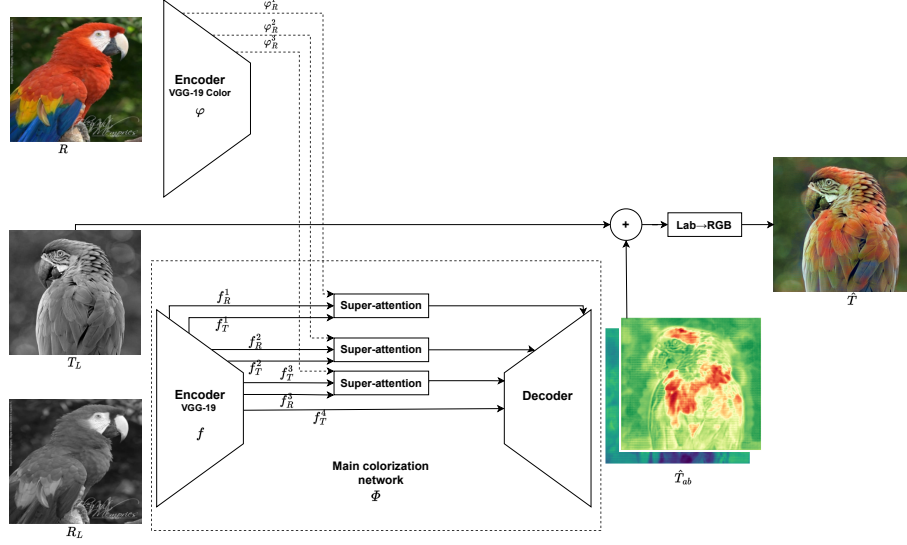 φ_R^1
φ_R^2
φ_R^3
Encoder
VGG-19 Color
φ
R
+
Lab→RGB
T̂
T_L
f_R^1
Super-attention
f_T^1
f_R^2
Super-attention
f_T^2
f_T^3
Super-attention
f_R^3
f_T^4
Encoder
VGG-19
f
Decoder
Main colorization
network
Φ
T̂_{ab}
R_L